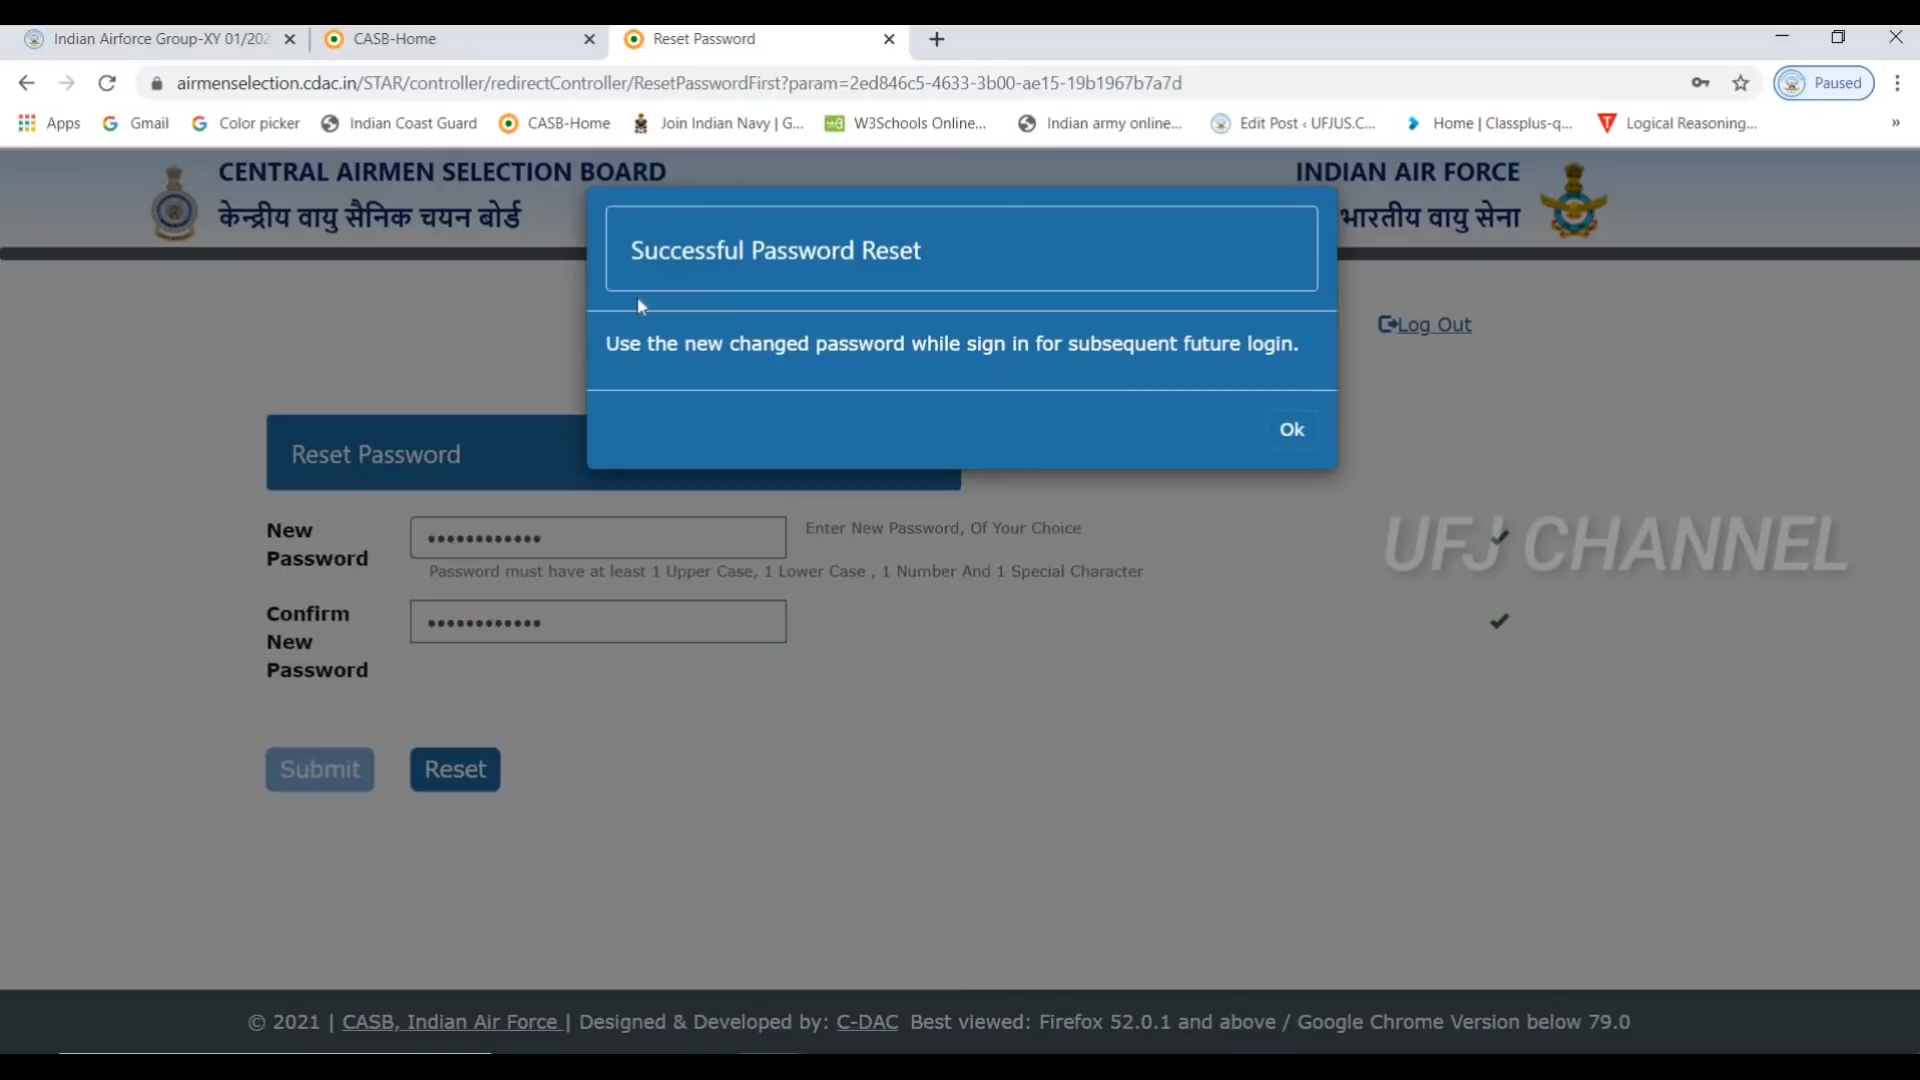 Indian Airforce Group-XY 01/202
CASB-Home
Reset Password
airmenselection.cdac.in/STAR/controller/redirectController/ResetPasswordFirst?param=2ed846c5-4633-3b00-ae15-19b1967b7a7d
Paused
Apps
Gmail
Color picker
Indian Coast Guard
CASB-Home
Join Indian Navy | G...
W3Schools Online...
Indian army online...
Edit Post ‹ UFJUS.C...
Home | Classplus-q...
Logical Reasoning...
»
CENTRAL AIRMEN SELECTION BOARD
केन्द्रीय वायु सैनिक चयन बोर्ड
INDIAN AIR FORCE
भारतीय वायु सेना
Successful Password Reset
Use the new changed password while sign in for subsequent future login.
Ok
Log Out
Reset Password
New
Password
Enter New Password, Of Your Choice
Password must have at least 1 Upper Case, 1 Lower Case , 1 Number And 1 Special Character
UFJ CHANNEL
Confirm
New
Password
Submit
Reset
© 2021 | CASB, Indian Air Force | Designed & Developed by: C-DAC Best viewed: Firefox 52.0.1 and above / Google Chrome Version below 79.0